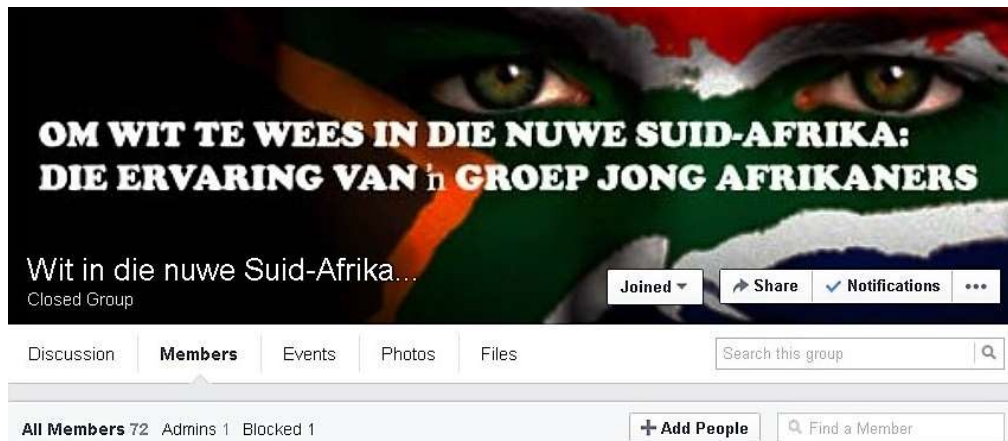 OM WIT TE WEES IN DIE NUWE SUID-AFRIKA:
DIE ERVARING VAN ŉ GROEP JONG AFRIKANERS
Wit in die nuwe Suid-Afrika...
Closed Group
Joined Share Notifications
Discussion Members Events Photos Files Search this group
All Members 72 Admins 1 Blocked 1 Add People Find a Member